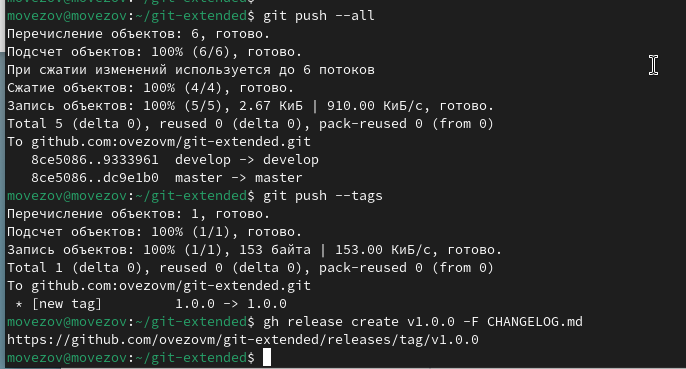 movezov@movezov:~/git-extended$ git push --all
Перечисление объектов: 6, готово.
Подсчет объектов: 100% (6/6), готово.
При сжатии изменений используется до 6 потоков
Сжатие объектов: 100% (4/4), готово.
Запись объектов: 100% (5/5), 2.67 КиБ | 910.00 КиБ/с, готово.
Total 5 (delta 0), reused 0 (delta 0), pack-reused 0 (from 0)
To github.com:ovezovm/git-extended.git
   8ce5086..9333961  develop -> develop
   8ce5086..dc9e1b0  master -> master
movezov@movezov:~/git-extended$ git push --tags
Перечисление объектов: 1, готово.
Подсчет объектов: 100% (1/1), готово.
Запись объектов: 100% (1/1), 153 байта | 153.00 КиБ/с, готово.
Total 1 (delta 0), reused 0 (delta 0), pack-reused 0 (from 0)
To github.com:ovezovm/git-extended.git
 * [new tag]         1.0.0 -> 1.0.0
movezov@movezov:~/git-extended$ gh release create v1.0.0 -F CHANGELOG.md
https://github.com/ovezovm/git-extended/releases/tag/v1.0.0
movezov@movezov:~/git-extended$